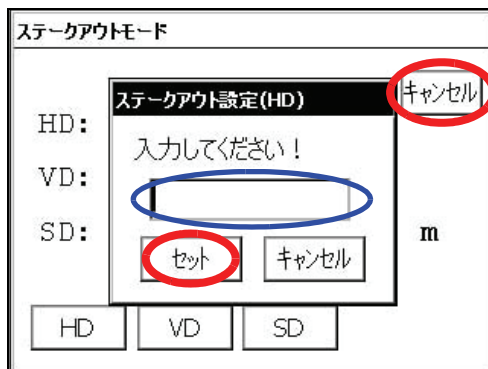 ステークアウトモード
キャンセル
ステークアウト設定(HD)
HD:
入力してください！
VD:
SD:
m
セット
キャンセル
HD
VD
SD